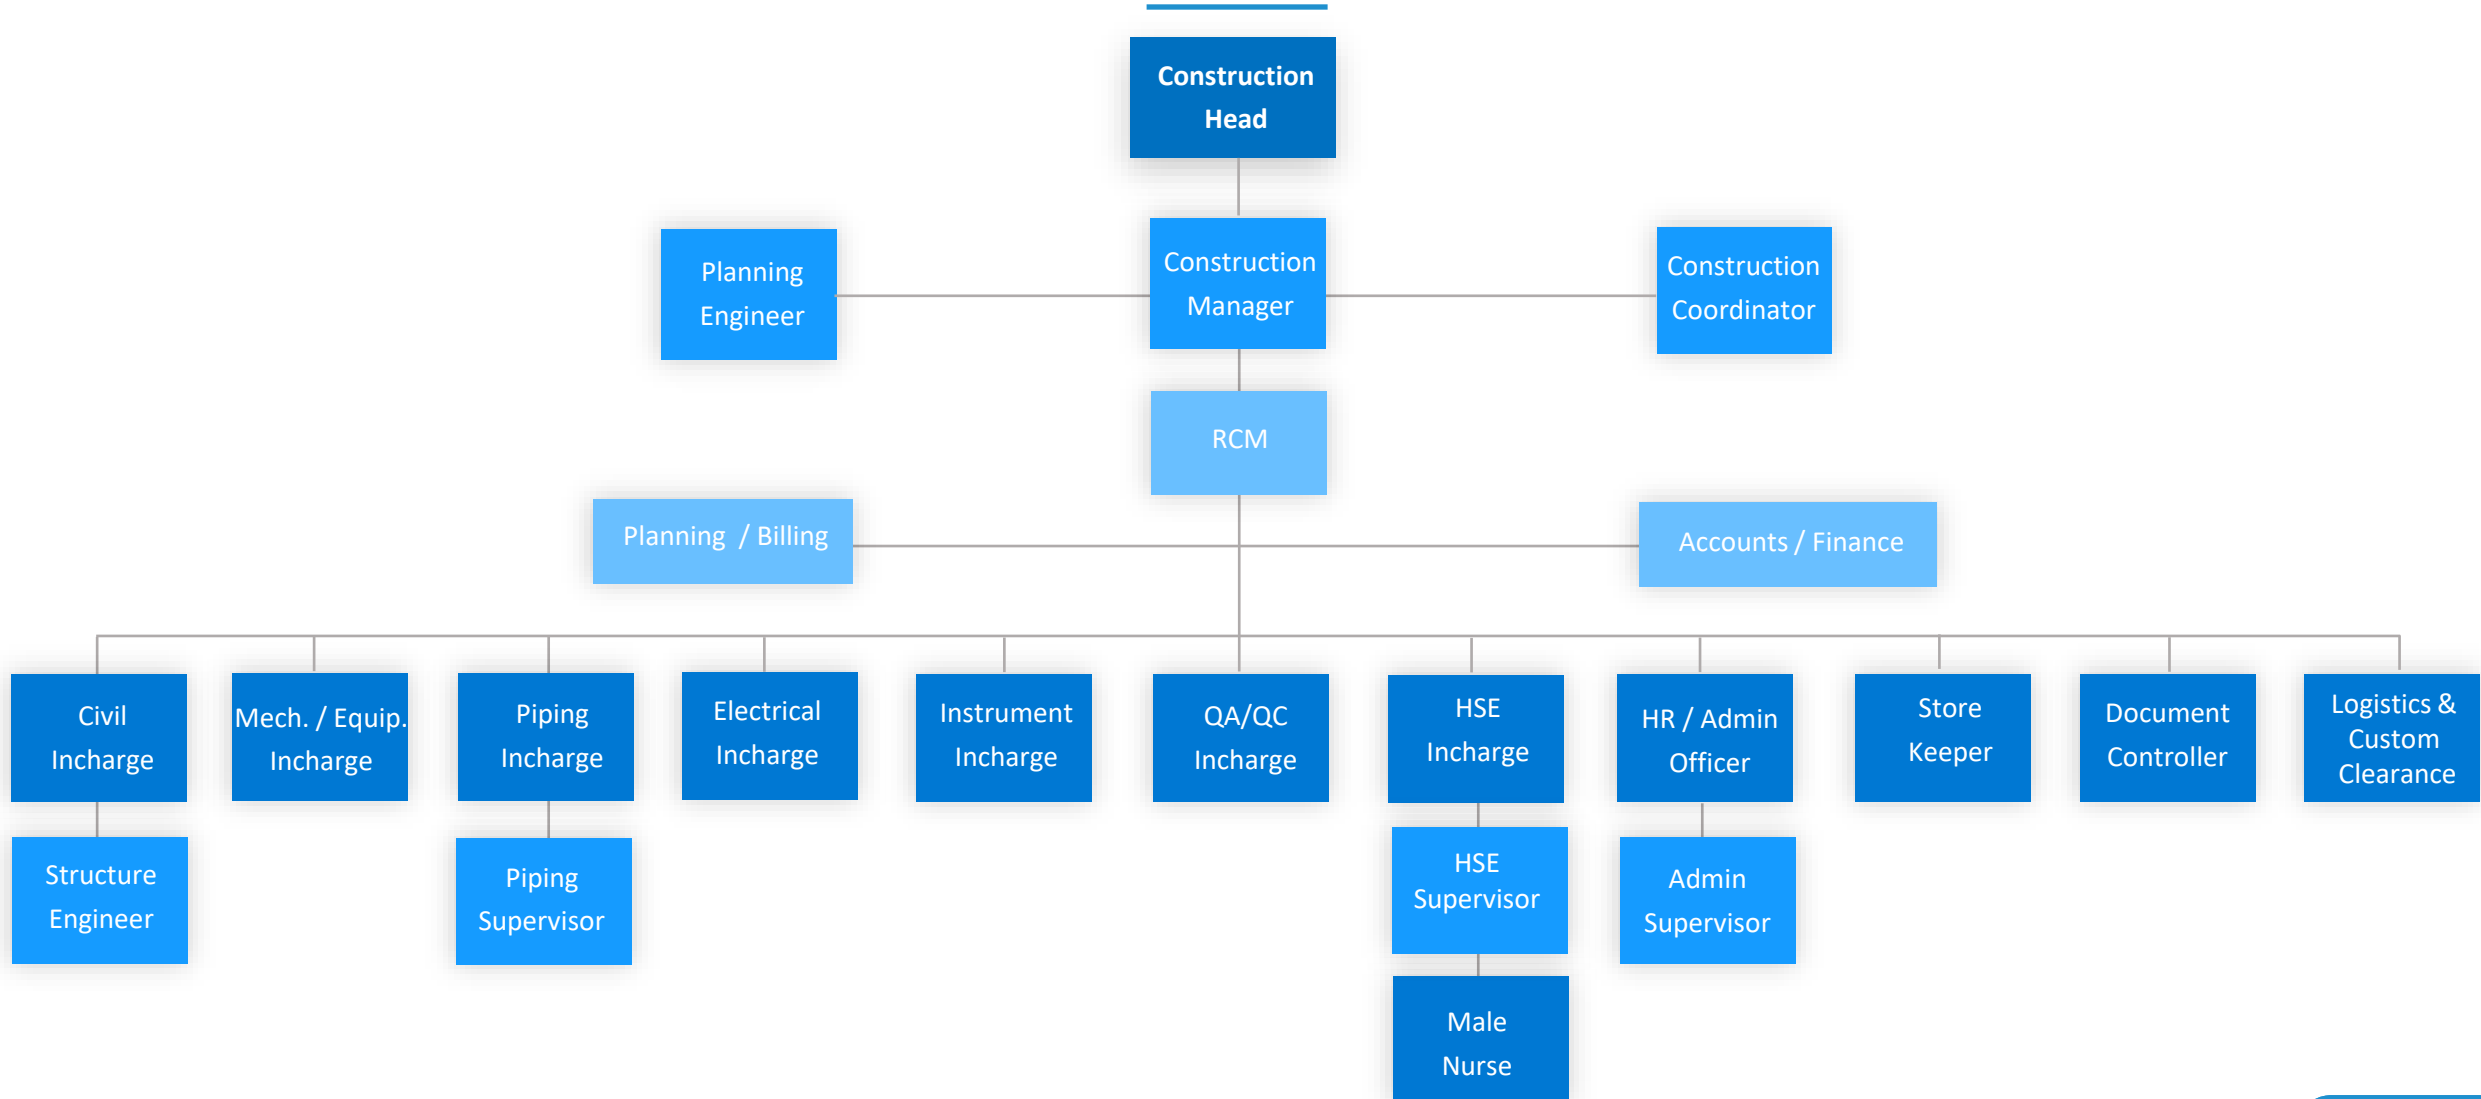 Construction
Head
Planning
Engineer
Construction
Manager
Construction
Coordinator
RCM
Planning / Billing
Accounts / Finance
Civil
Incharge
Mech. / Equip.
Incharge
Piping
Incharge
Electrical
Incharge
Instrument
Incharge
QA/QC
Incharge
HSE
Incharge
HR / Admin
Officer
Store
Keeper
Document
Controller
Logistics &
Custom
Clearance
Structure
Engineer
Piping
Supervisor
HSE
Supervisor
Admin
Supervisor
Male
Nurse